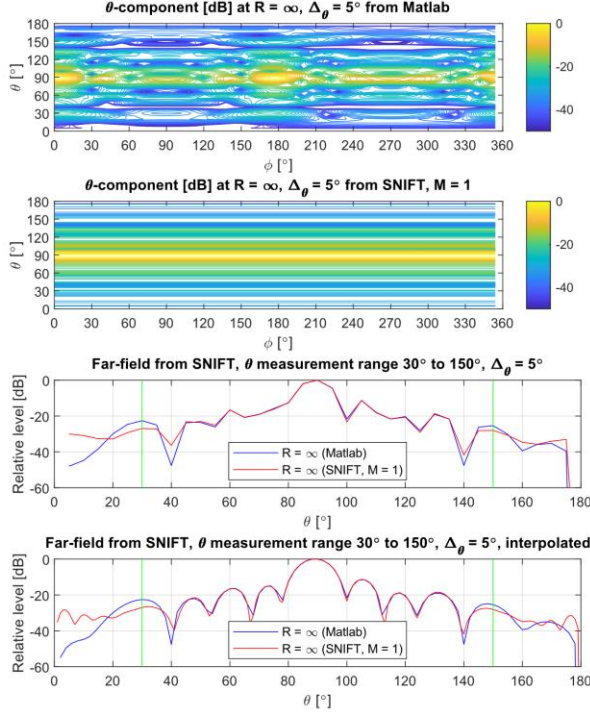 θ-component [dB] at R = ∞, Δθ = 5° from Matlab
180
150
120
90
60
30
0
θ [°]
0 30 60 90 120 150 180 210 240 270 300 330 360
φ [°]
0
-20
-40
θ-component [dB] at R = ∞, Δθ = 5° from SNIFT, M = 1
180
150
120
90
60
30
0
θ [°]
0 30 60 90 120 150 180 210 240 270 300 330 360
φ [°]
0
-20
-40
Far-field from SNIFT, θ measurement range 30° to 150°, Δθ = 5°
Relative level [dB]
0
-20
-40
-60
R = ∞ (Matlab)
R = ∞ (SNIFT, M = 1)
0 20 40 60 80 100 120 140 160 180
θ [°]
Far-field from SNIFT, θ measurement range 30° to 150°, Δθ = 5°, interpolated
Relative level [dB]
0
-20
-40
-60
R = ∞ (Matlab)
R = ∞ (SNIFT, M = 1)
0 20 40 60 80 100 120 140 160 180
θ [°]